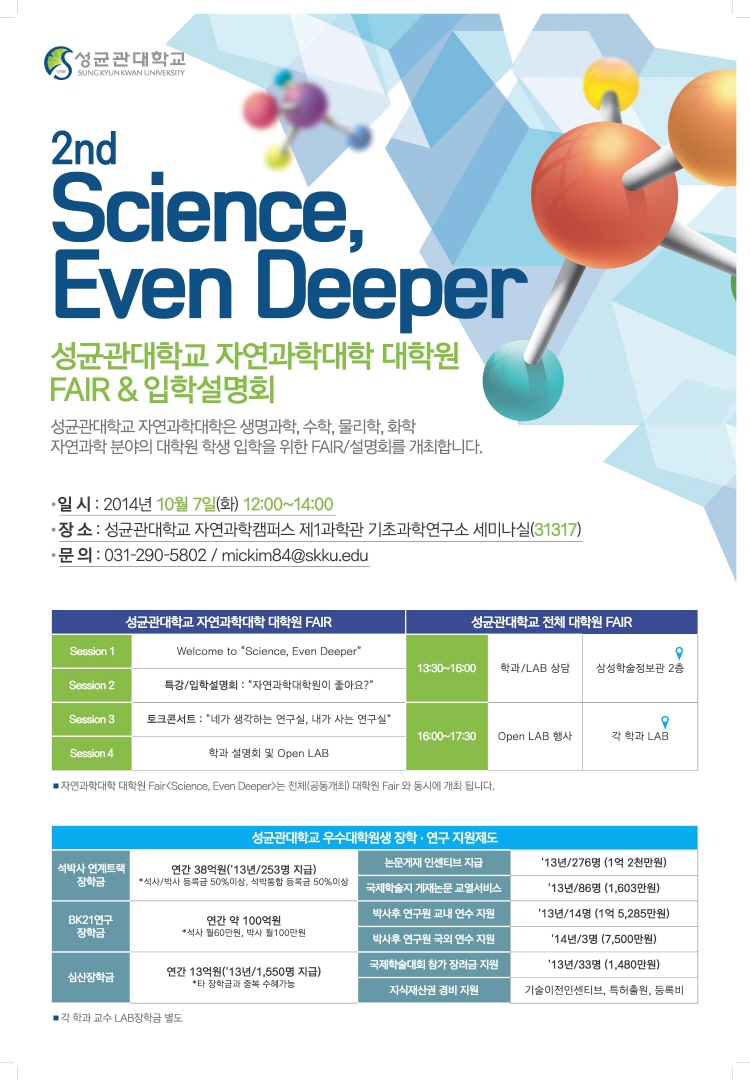 성균관대학교
SUNGKYUNKWAN UNIVERSITY
1398
2nd
Science,
Even Deeper
성균관대학교 자연과학대학 대학원
FAIR & 입학설명회
성균관대학교 자연과학대학은 생명과학, 수학, 물리학, 화학
자연과학 분야의 대학원 학생 입학을 위한 FAIR/설명회를 개최합니다.
•일 시 : 2014년 10월 7일(화) 12:00~14:00
•장 소 : 성균관대학교 자연과학캠퍼스 제1과학관 기초과학연구소 세미나실(31317)
•문 의 : 031-290-5802 / mickim84@skku.edu
성균관대학교 자연과학대학 대학원 FAIR
Session 1 Welcome to "Science, Even Deeper"
Session 2 특강/입학설명회 : "자연과학대학원이 좋아요?"
Session 3 토크콘서트 : "네가 생각하는 연구실, 내가 사는 연구실"
Session 4 학과 설명회 및 Open LAB
성균관대학교 전체 대학원 FAIR
13:30~16:00 학과/LAB 상담 삼성학술정보관 2층
16:00~17:30 Open LAB 행사 각 학과 LAB
■ 자연과학대학 대학원 Fair<Science, Even Deeper>는 전체(공동개최) 대학원 Fair 와 동시에 개최 됩니다.
성균관대학교 우수대학원생 장학 · 연구 지원제도
석박사 연계트랙
장학금
연간 38억원('13년/253명 지급)
*석사/박사 등록금 50%이상, 석박통합 등록금 50%이상
BK21연구
장학금
연간 약 100억원
*석사 월60만원, 박사 월100만원
심산장학금
연간 13억원('13년/1,550명 지급)
*타 장학금과 중복 수혜가능
논문게재 인센티브 지급 '13년/276명 (1억 2천만원)
국제학술지 게재논문 교열서비스 '13년/86명 (1,603만원)
박사후 연구원 교내 연수 지원 '13년/14명 (1억 5,285만원)
박사후 연구원 국외 연수 지원 '14년/3명 (7,500만원)
국제학술대회 참가 장려금 지원 '13년/33명 (1,480만원)
지식재산권 경비 지원 기술이전인센티브, 특허출원, 등록비
■ 각 학과 교수 LAB장학금 별도